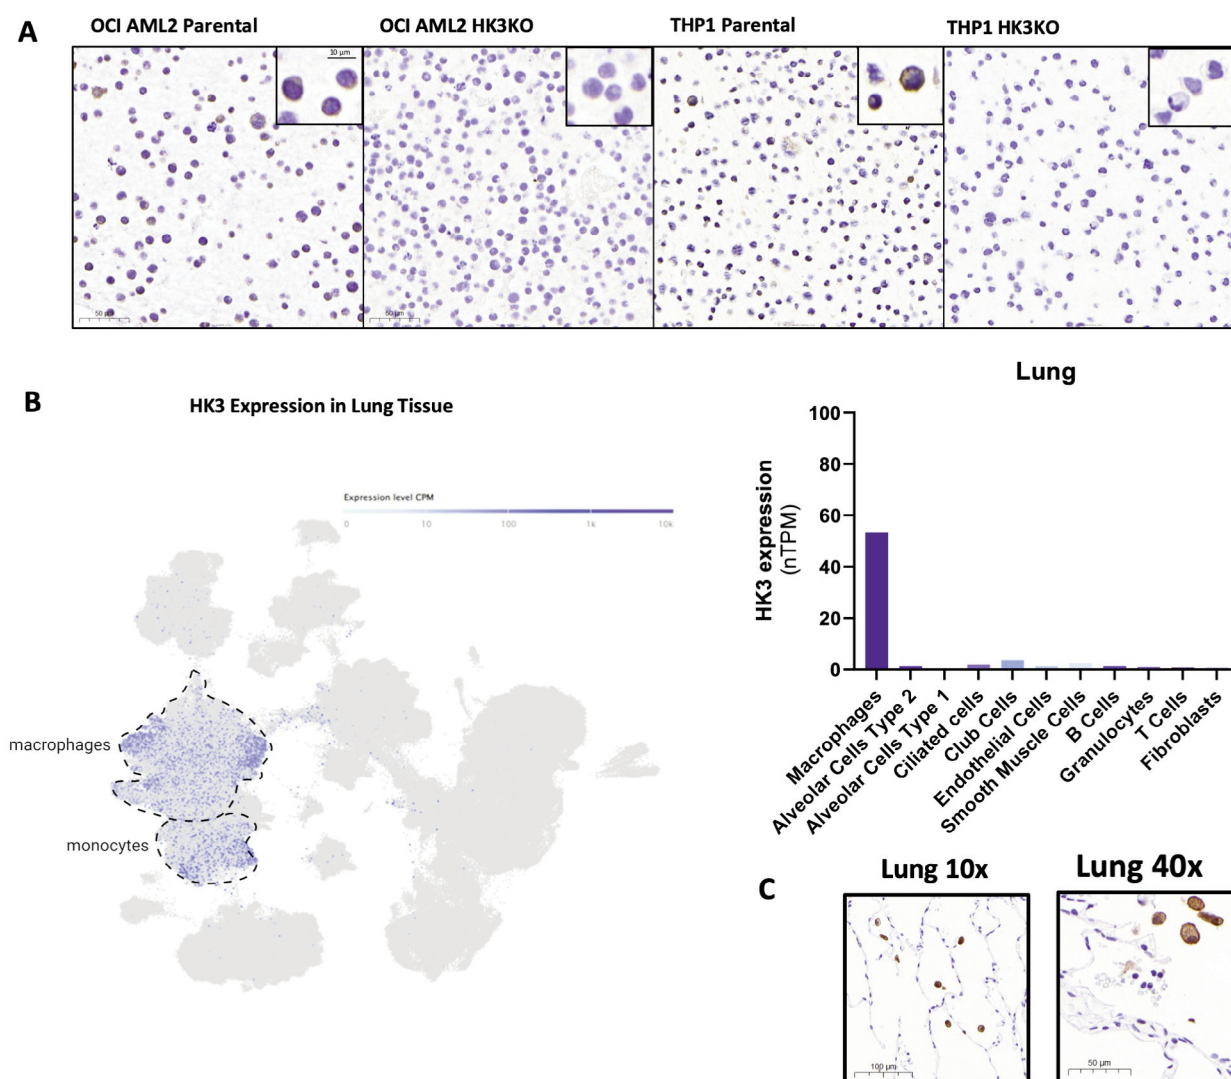 A
OCI AML2 Parental
OCI AML2 HK3KO
THP1 Parental
THP1 HK3KO
10 µm
50 µm
50 µm
B
HK3 Expression in Lung Tissue
Expression level CPM
0 10 100 1k 10k
macrophages
monocytes
Lung
HK3 expression
(nTPM)
100
80
60
40
20
0
Macrophages
Alveolar Cells Type 2
Alveolar Cells Type 1
Ciliated cells
Club Cells
Endothelial Cells
Smooth Muscle Cells
B Cells
Granulocytes
T Cells
Fibroblasts
C
Lung 10x
Lung 40x
100 µm
50 µm